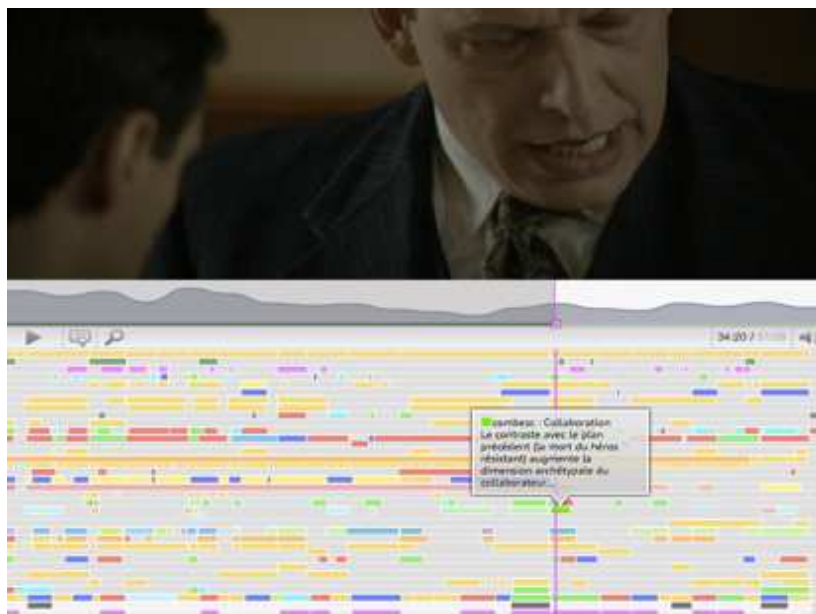 34:20 /
combesc : Collaboration
Le contraste avec le plan
précédent (la mort du héros
résistant) augmente la
dimension archétypale du
collaborateur...